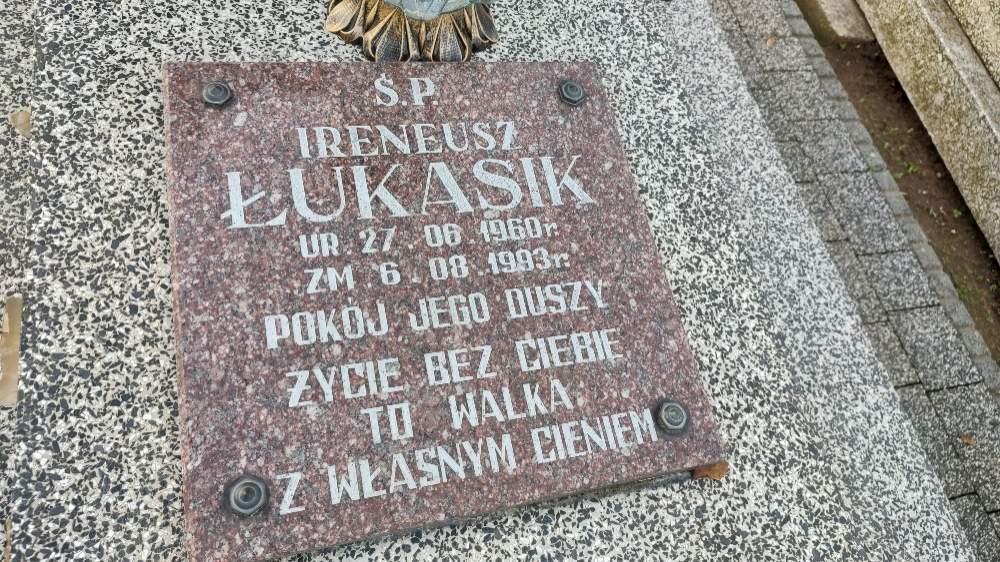 Ś.P.
IRENEUSZ
ŁUKASIK
UR 27.06.1960r.
ZM 6.08.1993r.
POKÓJ JEGO DUSZY
ŻYCIE BEZ CIEBIE
TO WALKA
Z WŁASNYM CIENIEM